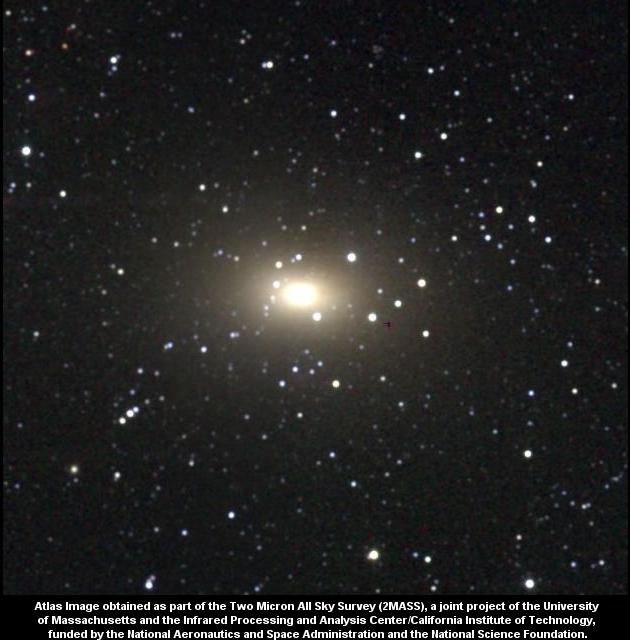 Atlas Image obtained as part of the Two Micron All Sky Survey (2MASS), a joint project of the University
of Massachusetts and the Infrared Processing and Analysis Center/California Institute of Technology,
funded by the National Aeronautics and Space Administration and the National Science Foundation.